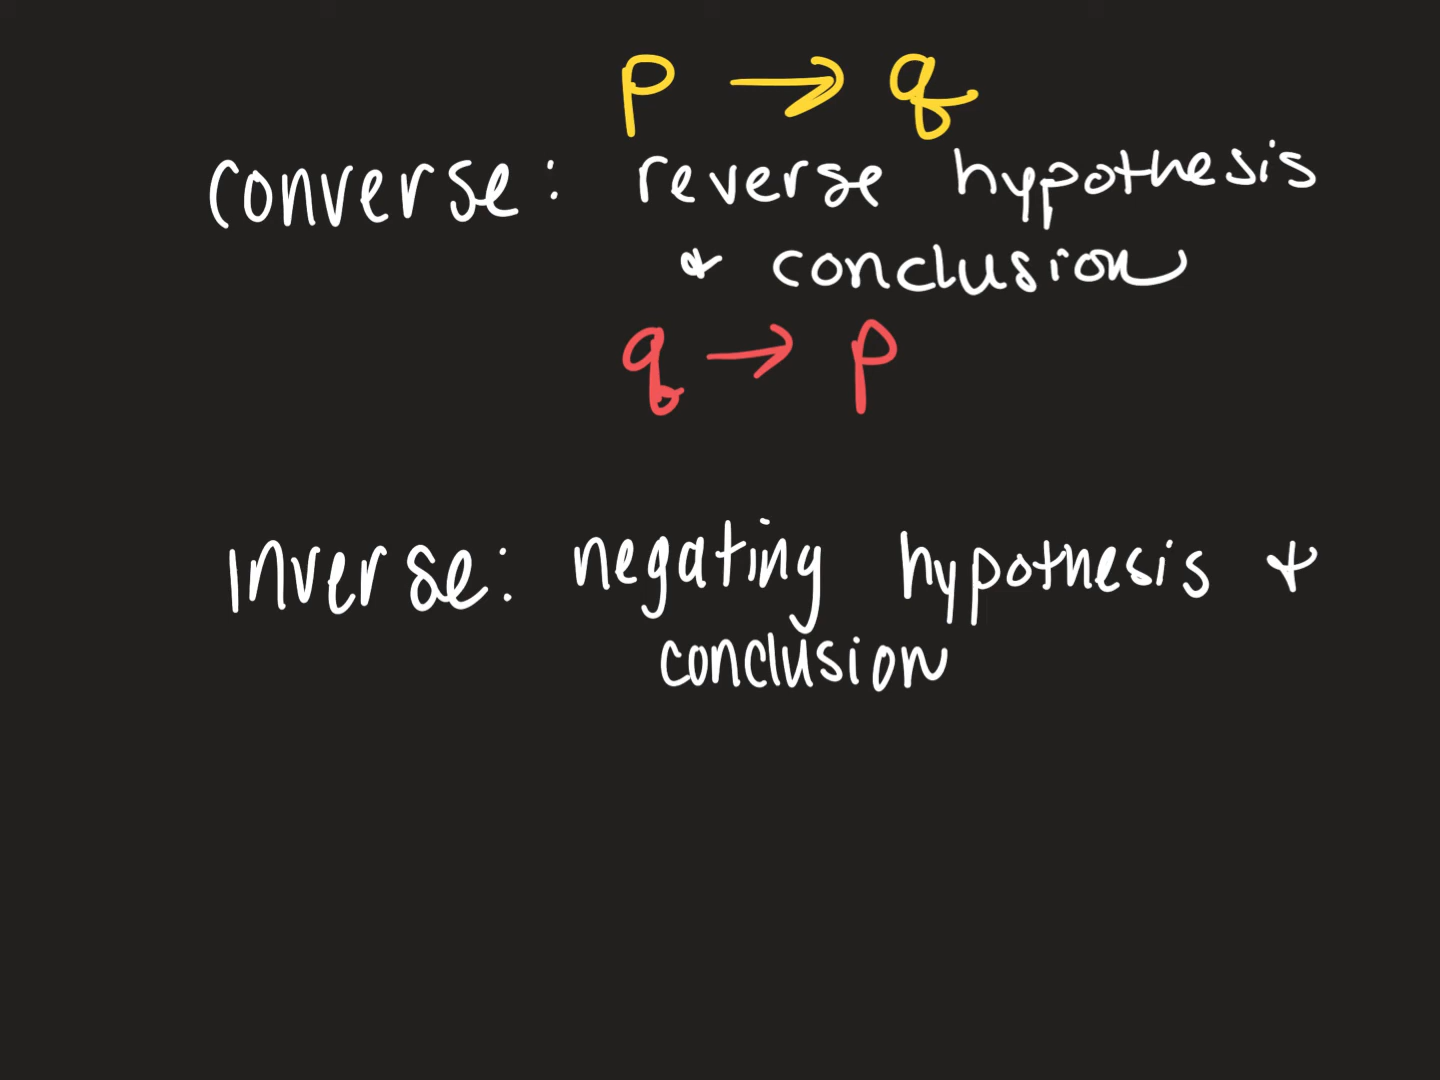 p → q
converse: reverse hypothesis
& conclusion
q → p
Inverse: negating hypothesis &
conclusion